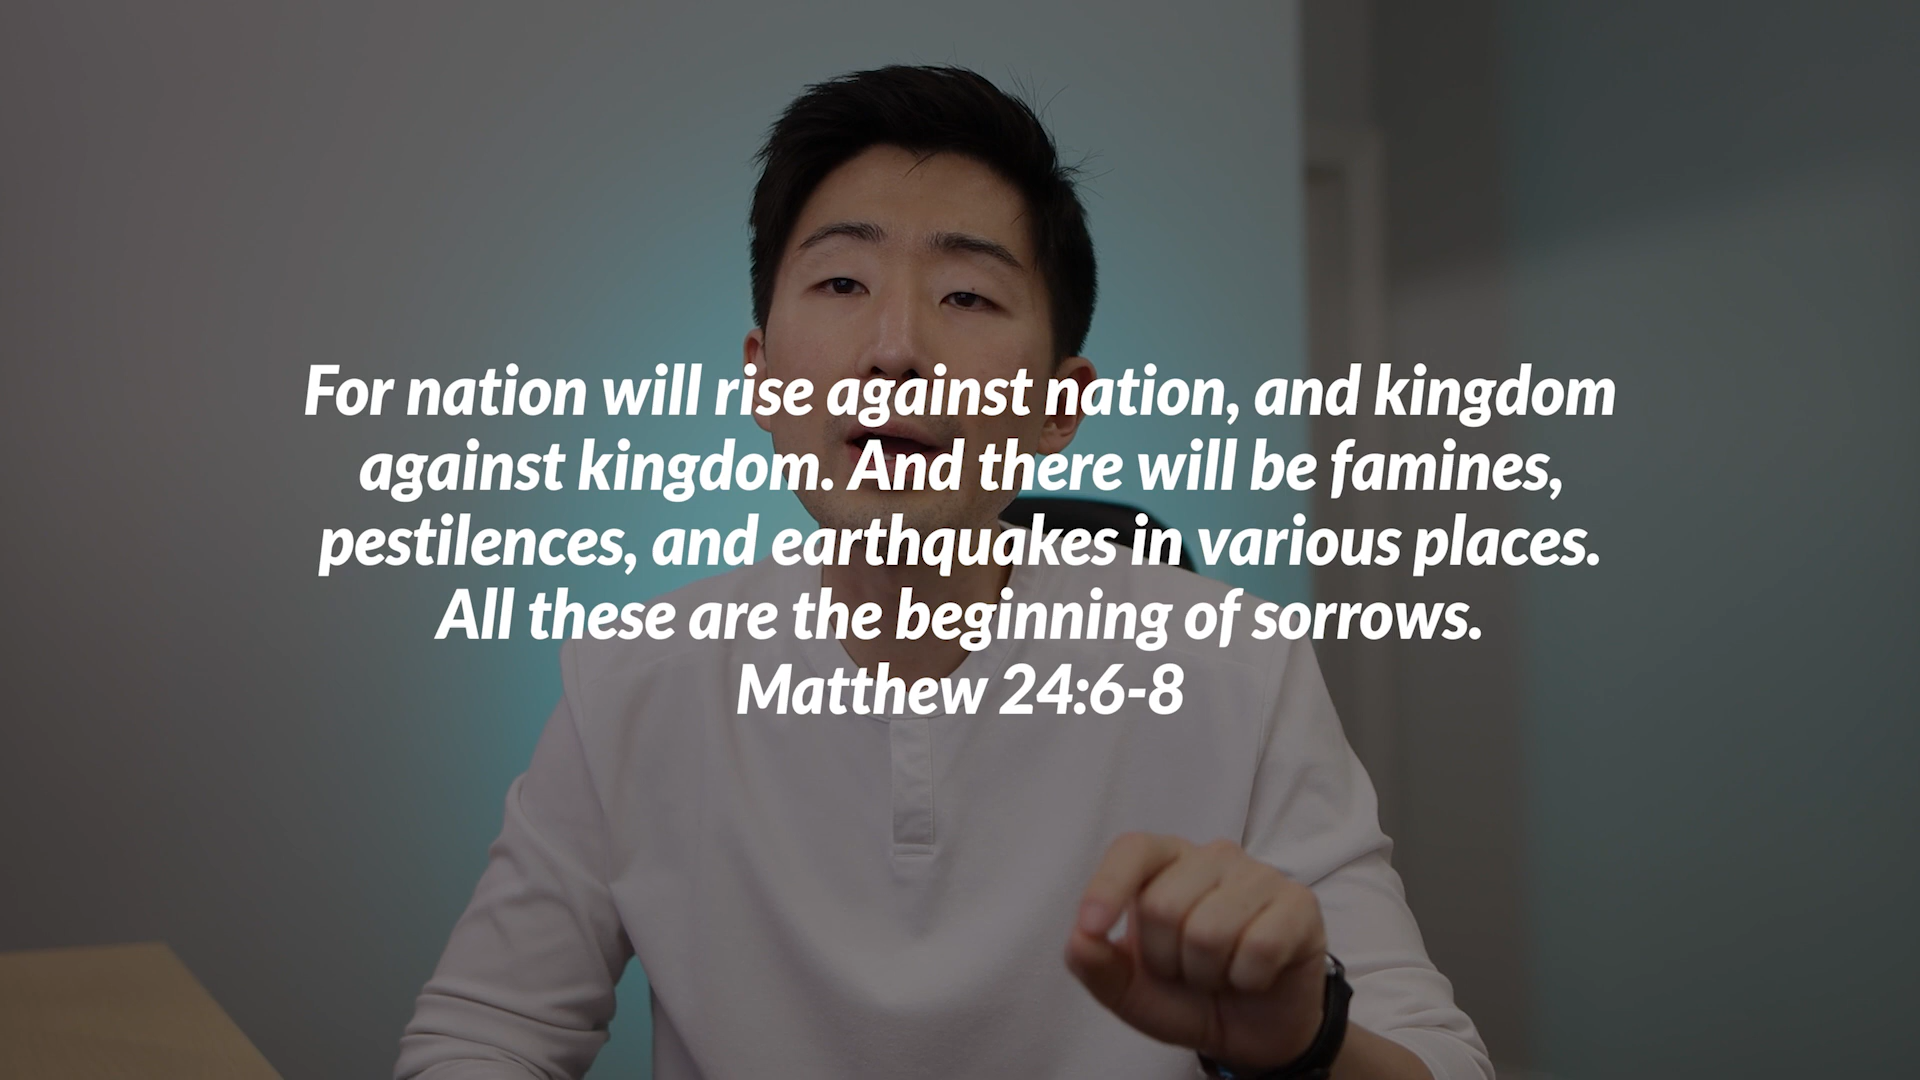 For nation will rise against nation, and kingdom
against kingdom. And there will be famines,
pestilences, and earthquakes in various places.
All these are the beginning of sorrows.
Matthew 24:6-8